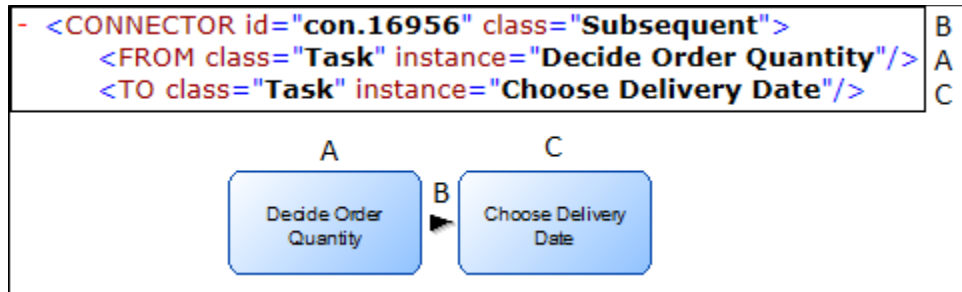 - <CONNECTOR id="con.16956" class="Subsequent"> B
<FROM class="Task" instance="Decide Order Quantity"/> A
<TO class="Task" instance="Choose Delivery Date"/> C
A C
B
Decide Order Choose Delivery
Quantity Date